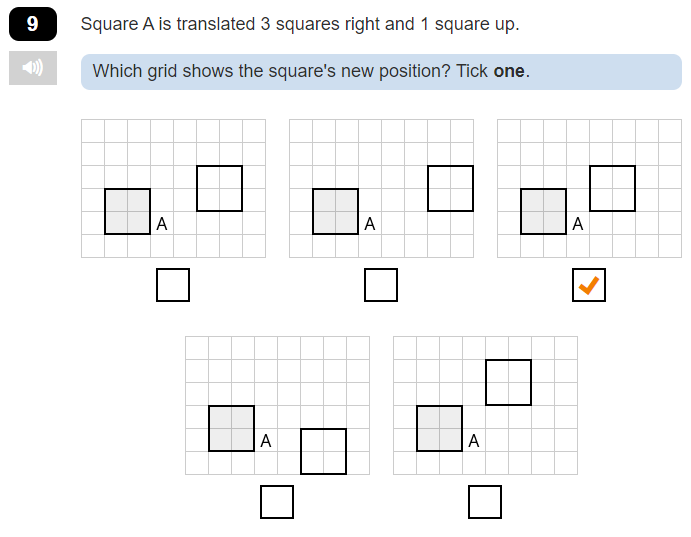 9
Square A is translated 3 squares right and 1 square up.
Which grid shows the square's new position? Tick one.
A
A
A
A
A